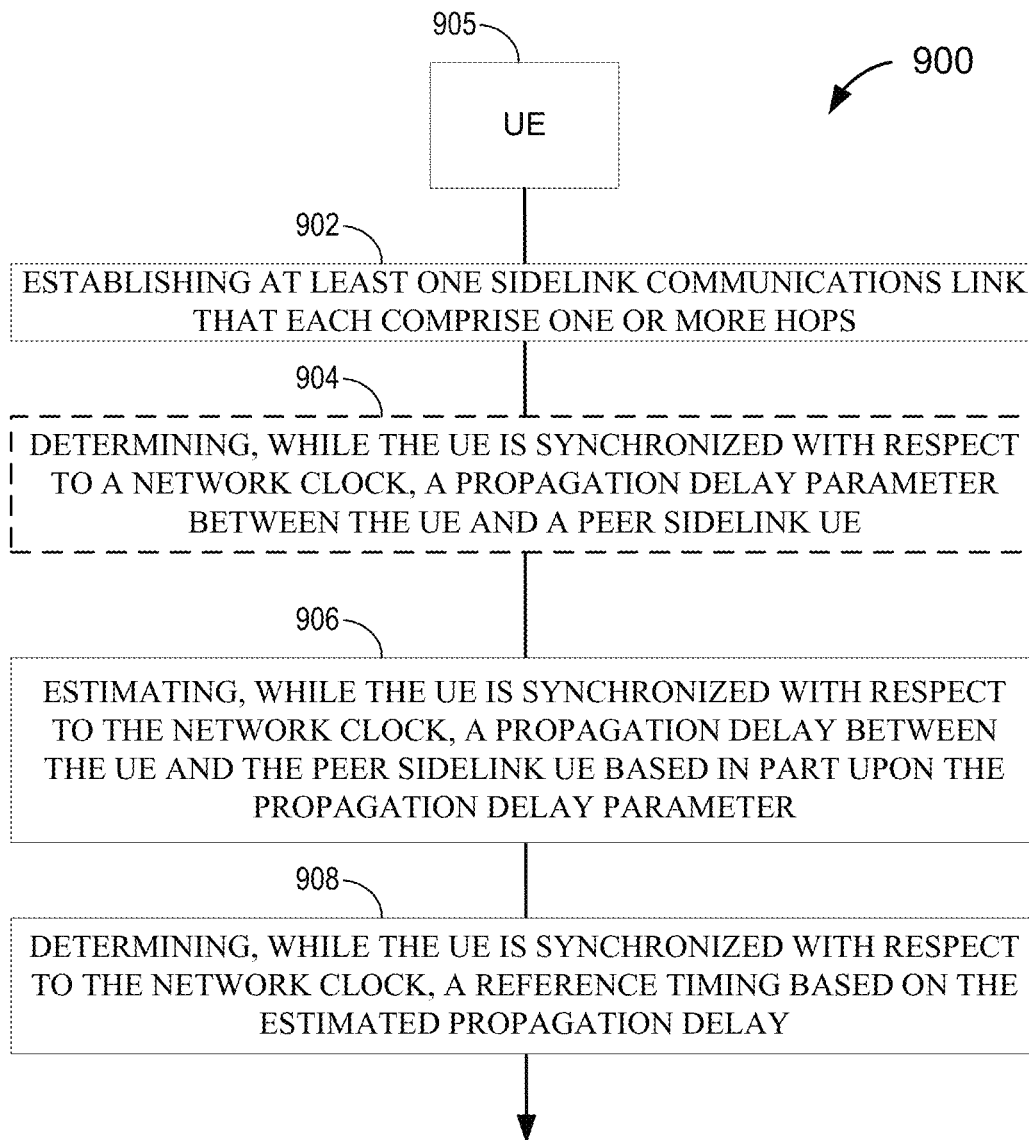 905
900
UE
902
ESTABLISHING AT LEAST ONE SIDELINK COMMUNICATIONS LINK
THAT EACH COMPRISE ONE OR MORE HOPS
904
DETERMINING, WHILE THE UE IS SYNCHRONIZED WITH RESPECT
TO A NETWORK CLOCK, A PROPAGATION DELAY PARAMETER
BETWEEN THE UE AND A PEER SIDELINK UE
906
ESTIMATING, WHILE THE UE IS SYNCHRONIZED WITH RESPECT
TO THE NETWORK CLOCK, A PROPAGATION DELAY BETWEEN
THE UE AND THE PEER SIDELINK UE BASED IN PART UPON THE
PROPAGATION DELAY PARAMETER
908
DETERMINING, WHILE THE UE IS SYNCHRONIZED WITH RESPECT
TO THE NETWORK CLOCK, A REFERENCE TIMING BASED ON THE
ESTIMATED PROPAGATION DELAY